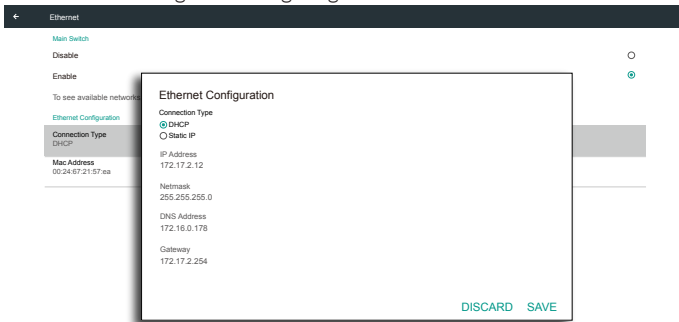 Ethernet
Main Switch
Disable
Enable
To see available networks
Ethernet Configuration
Connection Type
DHCP
Mac Address
00:24:67:21:57:ea
Ethernet Configuration
Connection Type
DHCP
Static IP
IP Address
172.17.2.12
Netmask
255.255.255.0
DNS Address
172.16.0.178
Gateway
172.17.2.254
DISCARD SAVE